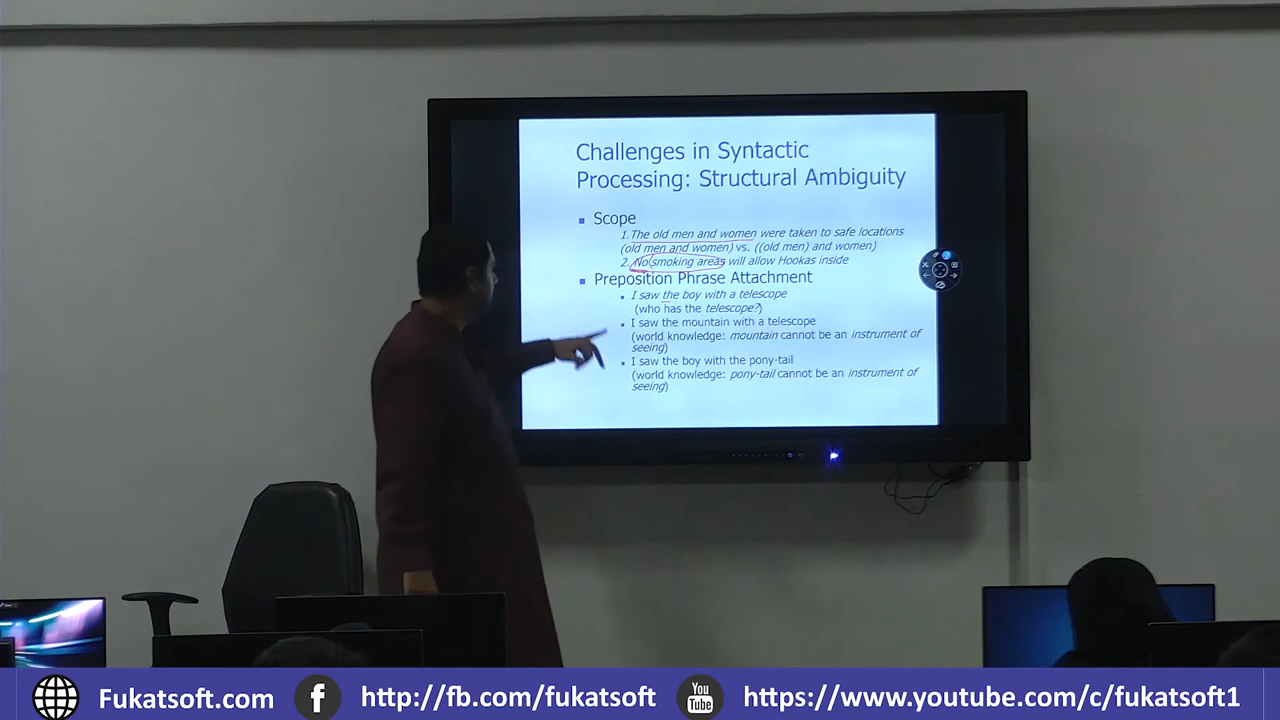 Challenges in Syntactic
Processing: Structural Ambiguity
Scope
1. The old men and women were taken to safe locations
(old men and women) vs. ((old men) and women)
2. No smoking areas will allow Hookas inside
Preposition Phrase Attachment
I saw the boy with a telescope
(who has the telescope?)
I saw the mountain with a telescope
(world knowledge: mountain cannot be an instrument of
seeing)
I saw the boy with the pony-tail
(world knowledge: pony-tail cannot be an instrument of
seeing)
Fukatsoft.com
http://fb.com/fukatsoft
You
Tube
https://www.youtube.com/c/fukatsoft1